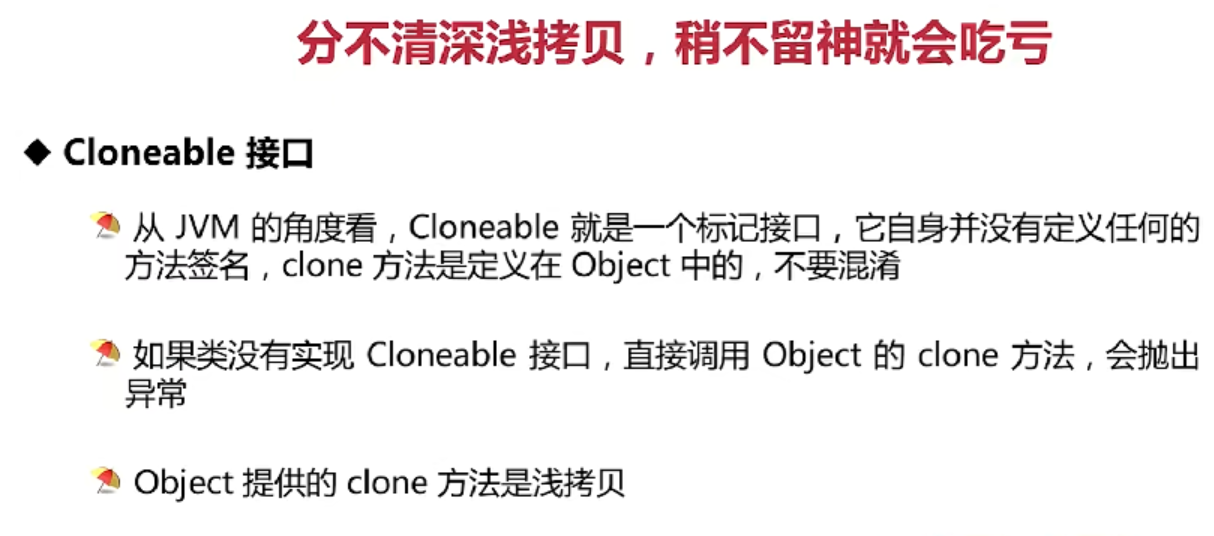 分不清深浅拷贝，稍不留神就会吃亏
Cloneable 接口
从 JVM 的角度看，Cloneable 就是一个标记接口，它自身并没有定义任何的
方法签名，clone 方法是定义在 Object 中的，不要混淆
如果类没有实现 Cloneable 接口，直接调用 Object 的 clone 方法，会抛出
异常
Object 提供的 clone 方法是浅拷贝